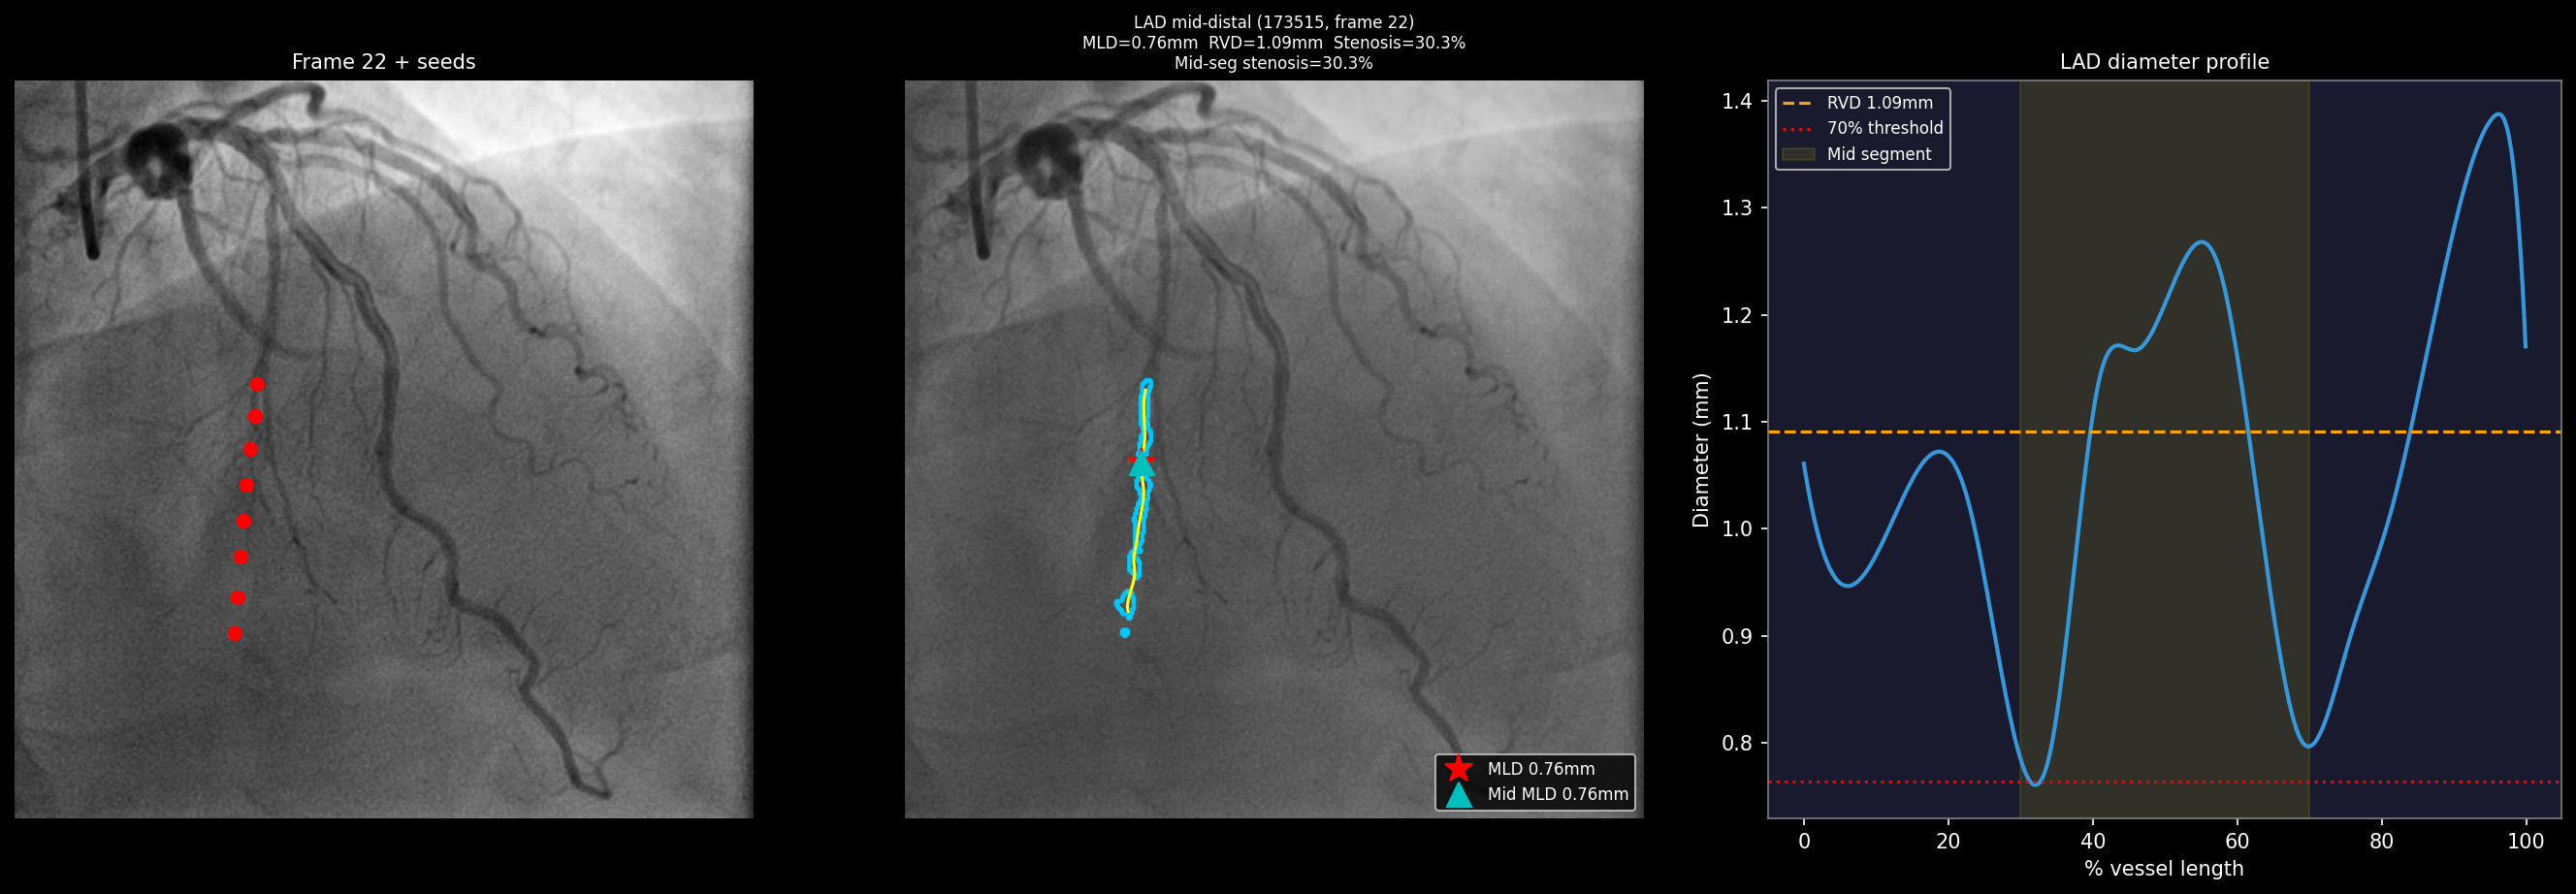 Frame 22 + seeds
LAD mid-distal (173515, frame 22)
MLD=0.76mm  RVD=1.09mm  Stenosis=30.3%
Mid-seg stenosis=30.3%
MLD 0.76mm
Mid MLD 0.76mm
LAD diameter profile
RVD 1.09mm
70% threshold
Mid segment
Diameter (mm)
1.4
1.3
1.2
1.1
1.0
0.9
0.8
0 20 40 60 80 100
% vessel length